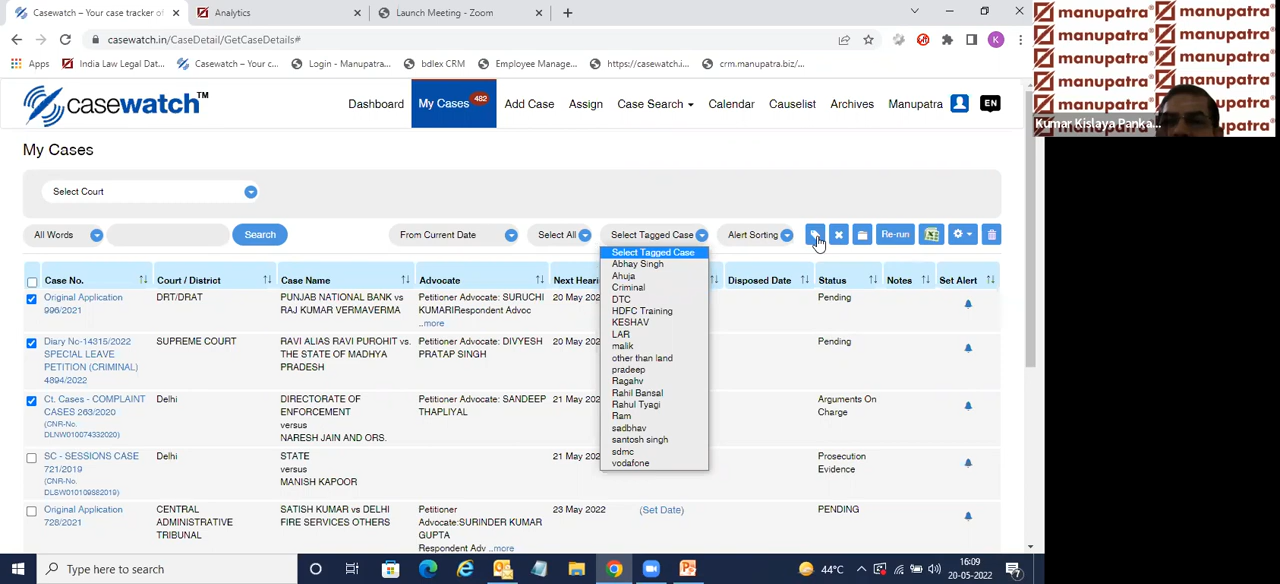 Casewatch – Your case tracker of
Analytics
Launch Meeting - Zoom
casewatch.in/CaseDetail/GetCaseDetails#
K
Apps
India Law Legal Dat...
Casewatch – Your c...
Login - Manupatra...
bdlex CRM
Employee Manage...
https://casewatch.i...
crm.manupatra.biz/...
casewatch™
Dashboard
My Cases 482
Add Case
Assign
Case Search
Calendar
Causelist
Archives
Manupatra
EN
My Cases
Select Court
All Words
Search
From Current Date
Select All
Select Tagged Case
Alert Sorting
Re-run
Select Tagged Case
Abhay Singh
Ahuja
Criminal
DTC
HDFC Training
KESHAV
LAR
malik
other than land
pradeep
Ragahv
Rahil Bansal
Rahul Tyagi
Ram
sadbhav
santosh singh
sdmc
vodafone
Case No.
Court / District
Case Name
Advocate
Next Hearin
Disposed Date
Status
Notes
Set Alert
Original Application
996/2021
DRT/DRAT
PUNJAB NATIONAL BANK vs
RAJ KUMAR VERMAVERMA
Petitioner Advocate: SURUCHI
KUMARIRespondent Advoc
..more
20 May 202
Pending
Diary No-14315/2022
SPECIAL LEAVE
PETITION (CRIMINAL)
4894/2022
SUPREME COURT
RAVI ALIAS RAVI PUROHIT vs.
THE STATE OF MADHYA
PRADESH
Petitioner Advocate: DIVYESH
PRATAP SINGH
20 May 202
Pending
Ct. Cases - COMPLAINT
CASES 263/2020
(CNR-No.
DLNW010074332020)
Delhi
DIRECTORATE OF
ENFORCEMENT
versus
NARESH JAIN AND ORS.
Petitioner Advocate: SANDEEP
THAPLIYAL
21 May 202
Arguments On
Charge
SC - SESSIONS CASE
721/2019
(CNR-No.
DLSW010109582019)
Delhi
STATE
versus
MANISH KAPOOR
21 May 202
Prosecution
Evidence
Original Application
728/2021
CENTRAL
ADMINISTRATIVE
TRIBUNAL
SATISH KUMAR vs DELHI
FIRE SERVICES OTHERS
Petitioner
Advocate:SURINDER KUMAR
GUPTA
Respondent Adv ..more
23 May 2022
(Set Date)
PENDING
Type here to search
44°C
16:09
20-05-2022
7
manupatra
manupatra
manupatra
manupatra
manupatra
Kumar Kislaya Panka...